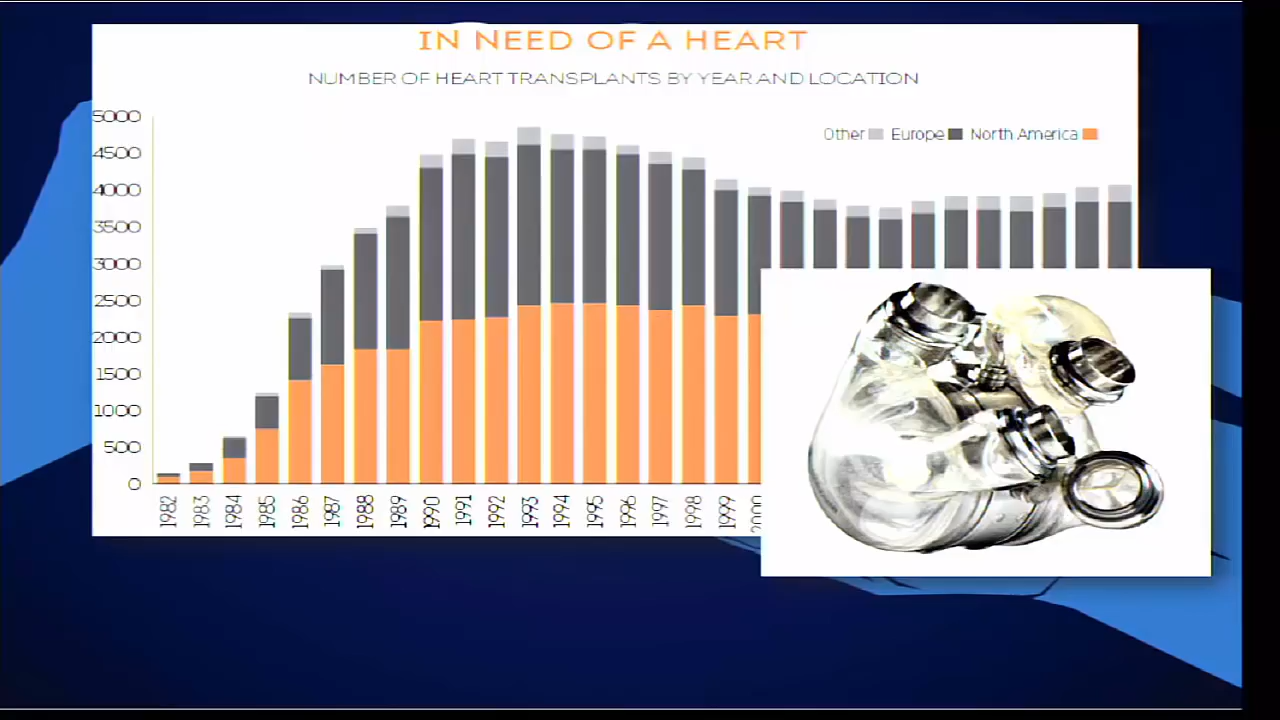 IN NEED OF A HEART
NUMBER OF HEART TRANSPLANTS BY YEAR AND LOCATION
Other Europe North America
5000
4500
4000
3500
3000
2500
2000
1500
1000
500
0
1982 1983 1984 1985 1986 1987 1988 1989 1990 1991 1992 1993 1994 1995 1996 1997 1998 1999 2000